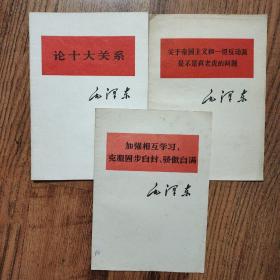 论十大关系
毛泽东
关于帝国主义和一切反动派
是不是真老虎的问题
毛泽东
加强相互学习，
克服固步自封、骄傲自满
毛泽东